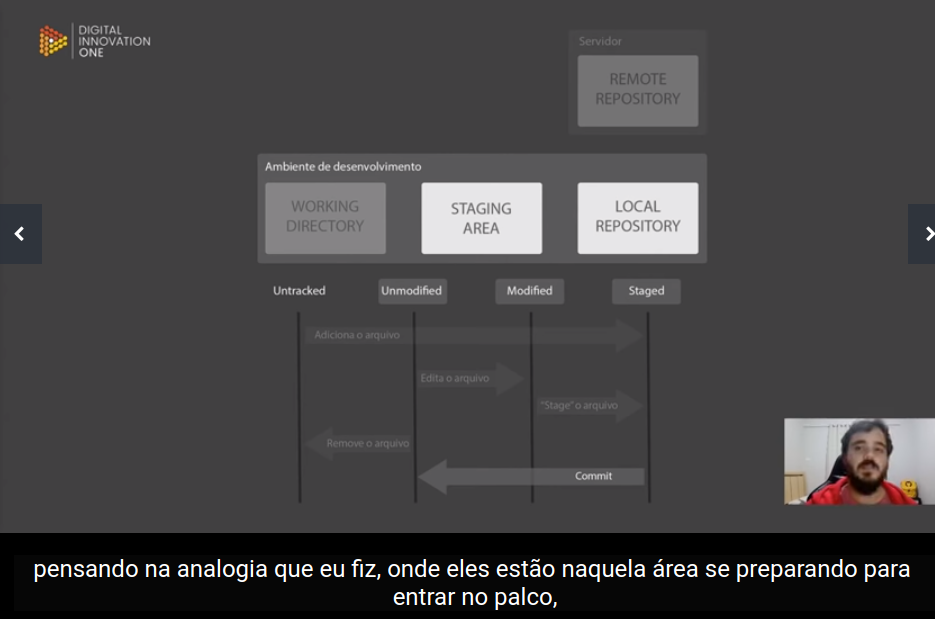 DIGITAL
INNOVATION
ONE
Servidor
REMOTE
REPOSITORY
Ambiente de desenvolvimento
WORKING
DIRECTORY
STAGING
AREA
LOCAL
REPOSITORY
Untracked
Unmodified
Modified
Staged
Adiciona o arquivo
Edita o arquivo
"Stage" o arquivo
Remove o arquivo
Commit
pensando na analogia que eu fiz, onde eles estão naquela área se preparando para
entrar no palco,